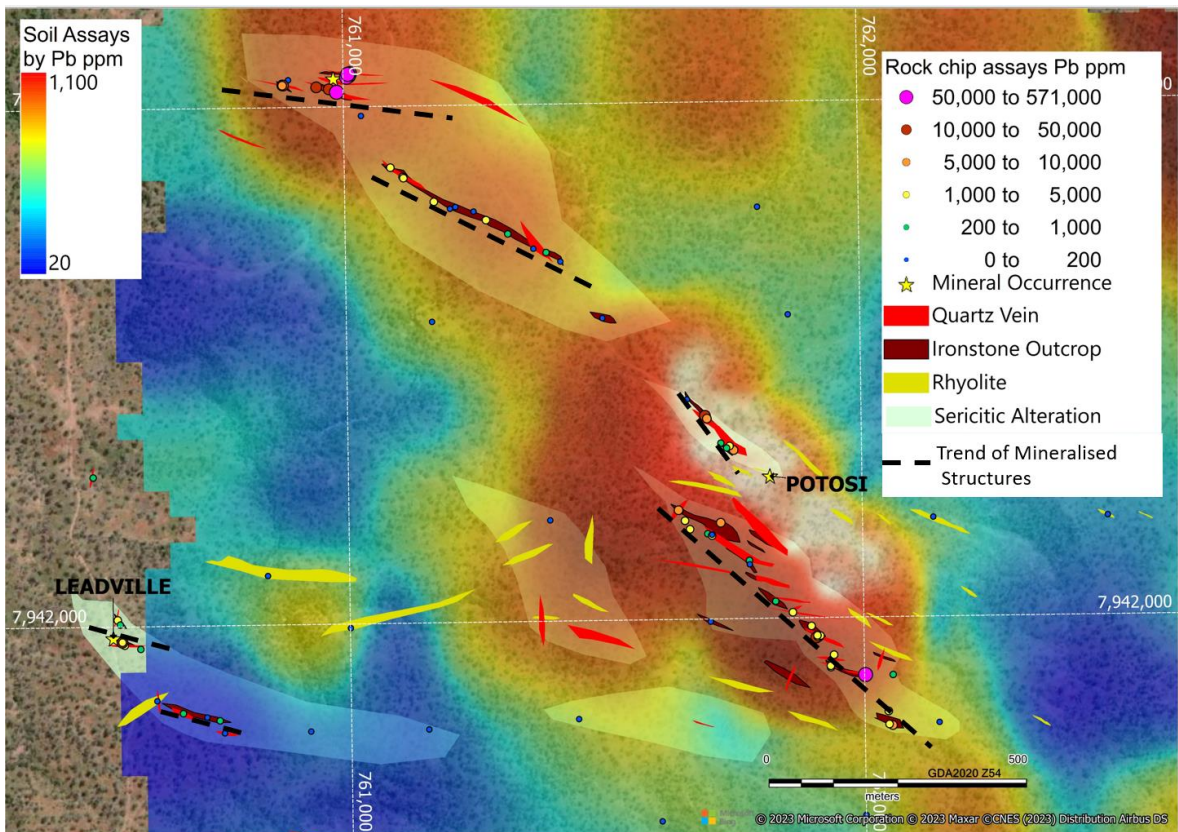 Soil Assays
by Pb ppm
1,100
20
761,000
762,000
Rock chip assays Pb ppm
50,000 to 571,000
10,000 to 50,000
5,000 to 10,000
1,000 to 5,000
200 to 1,000
0 to 200
Mineral Occurrence
Quartz Vein
Ironstone Outcrop
Rhyolite
Sericitic Alteration
Trend of Mineralised
Structures
POTOSI
LEADVILLE
7,942,000
7,942,000
761,000
0
500
GDA2020 Z54
meters
© 2023 Microsoft Corporation © 2023 Maxar ©CNES (2023) Distribution Airbus DS